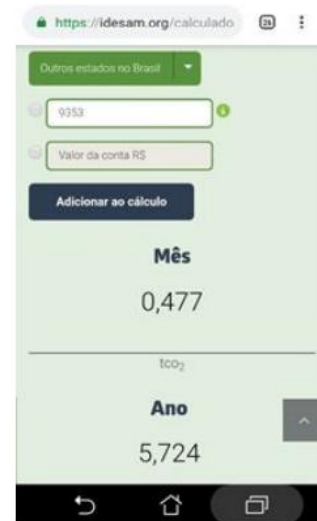 https://idesam.org/calculado
Outros estados no Brasil
9353
Valor da conta R$
Adicionar ao cálculo
Mês
0,477
tco₂
Ano
5,724